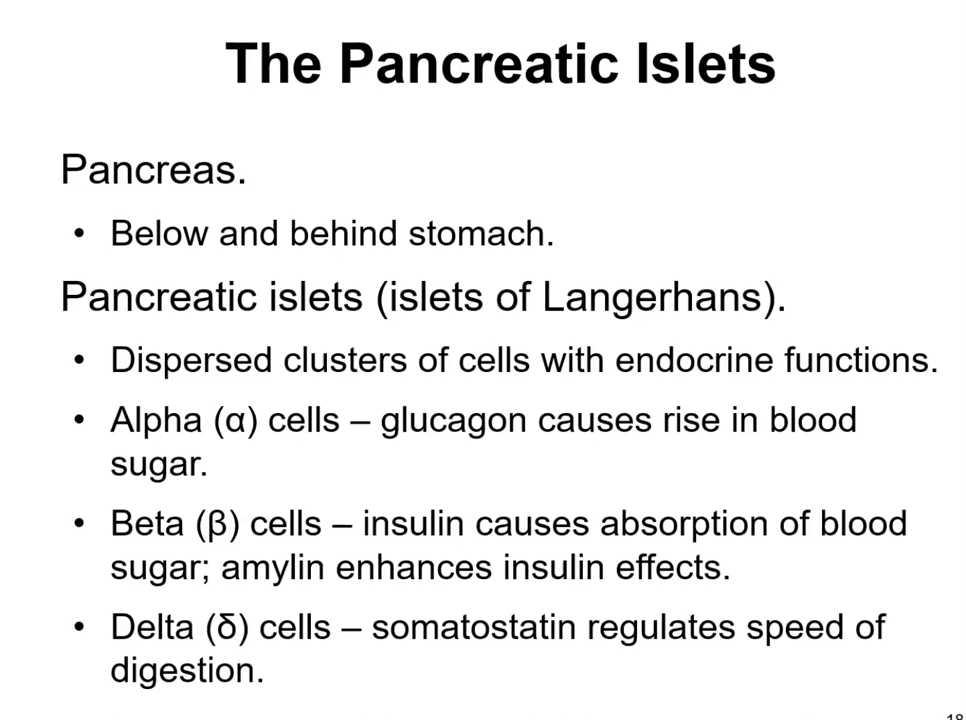 The Pancreatic Islets
Pancreas.
• Below and behind stomach.
Pancreatic islets (islets of Langerhans).
• Dispersed clusters of cells with endocrine functions.
• Alpha (α) cells – glucagon causes rise in blood
sugar.
• Beta (β) cells – insulin causes absorption of blood
sugar; amylin enhances insulin effects.
• Delta (δ) cells – somatostatin regulates speed of
digestion.